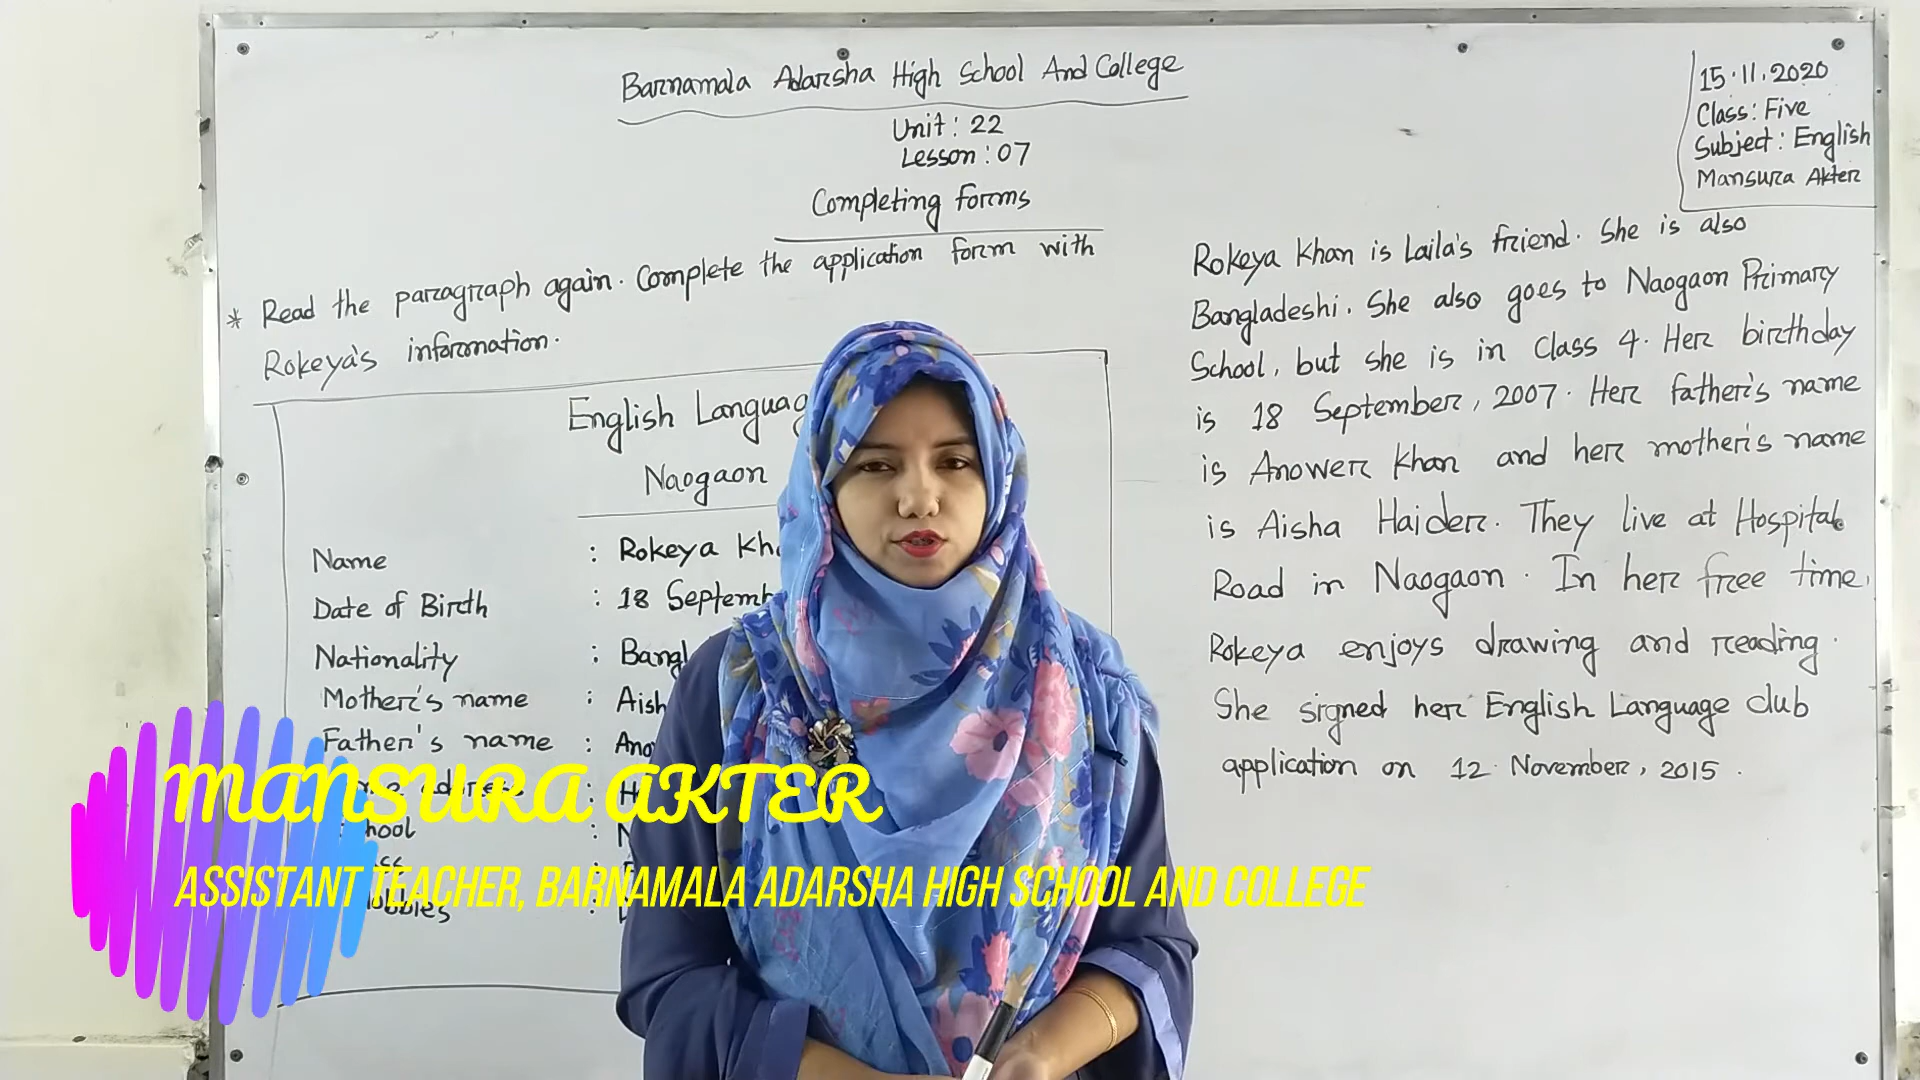 Barnamala Adarsha High School And College
Unit: 22
Lesson: 07
Completing forms
15.11.2020
Class: Five
Subject: English
Mansura Akter
* Read the paragraph again. Complete the application form with
Rokeya's information.
English Languag
Naogaon
Name : Rokeya Kha
Date of Birth : 18 Septemb
Nationality : Bangl
Mother's name : Aish
Father's name : Ano
address : H
hool : N
ss :
obbies :
Rokeya Khan is Laila's friend. She is also
Bangladeshi. She also goes to Naogaon Primary
School, but she is in Class 4. Her birthday
is 18 September, 2007. Her father's name
is Anower Khan and her mother's name
is Aisha Haider. They live at Hospital
Road in Naogaon. In her free time,
Rokeya enjoys drawing and reading.
She signed her English Language club
application on 12 November, 2015.
MANSURA AKTER
ASSISTANT TEACHER, BARNAMALA ADARSHA HIGH SCHOOL AND COLLEGE